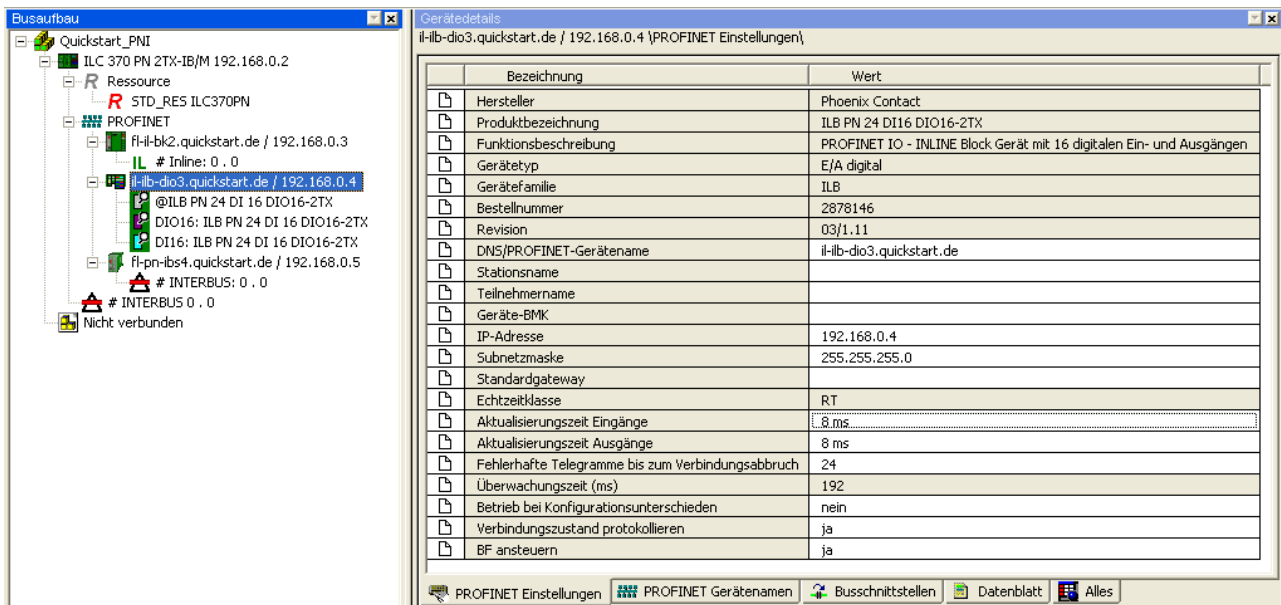 Busaufbau
Quickstart_PNI
ILC 370 PN 2TX-IB/M 192.168.0.2
R Ressource
R STD_RES ILC370PN
PROFINET
fl-il-bk2.quickstart.de / 192.168.0.3
IL # Inline: 0 . 0
il-ilb-dio3.quickstart.de / 192.168.0.4
@ILB PN 24 DI 16 DIO16-2TX
DIO16: ILB PN 24 DI 16 DIO16-2TX
DI16: ILB PN 24 DI 16 DIO16-2TX
fl-pn-ibs4.quickstart.de / 192.168.0.5
# INTERBUS: 0 . 0
# INTERBUS 0 . 0
Nicht verbunden
Gerätedetails
il-ilb-dio3.quickstart.de / 192.168.0.4 \PROFINET Einstellungen\
Bezeichnung Wert
Hersteller Phoenix Contact
Produktbezeichnung ILB PN 24 DI16 DIO16-2TX
Funktionsbeschreibung PROFINET IO - INLINE Block Gerät mit 16 digitalen Ein- und Ausgängen
Gerätetyp E/A digital
Gerätefamilie ILB
Bestellnummer 2878146
Revision 03/1.11
DNS/PROFINET-Gerätename il-ilb-dio3.quickstart.de
Stationsname
Teilnehmername
Geräte-BMK
IP-Adresse 192.168.0.4
Subnetzmaske 255.255.255.0
Standardgateway
Echtzeitklasse RT
Aktualisierungszeit Eingänge 8 ms
Aktualisierungszeit Ausgänge 8 ms
Fehlerhafte Telegramme bis zum Verbindungsabbruch 24
Überwachungszeit (ms) 192
Betrieb bei Konfigurationsunterschieden nein
Verbindungszustand protokollieren ja
BF ansteuern ja
PROFINET Einstellungen PROFINET Gerätenamen Busschnittstellen Datenblatt Alles